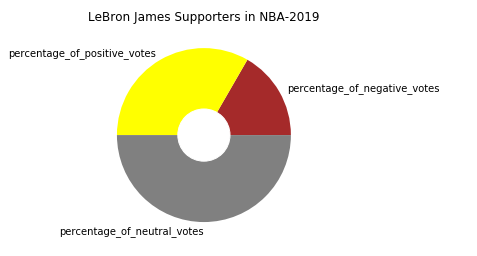 LeBron James Supporters in NBA-2019
percentage_of_positive_votes
percentage_of_negative_votes
percentage_of_neutral_votes